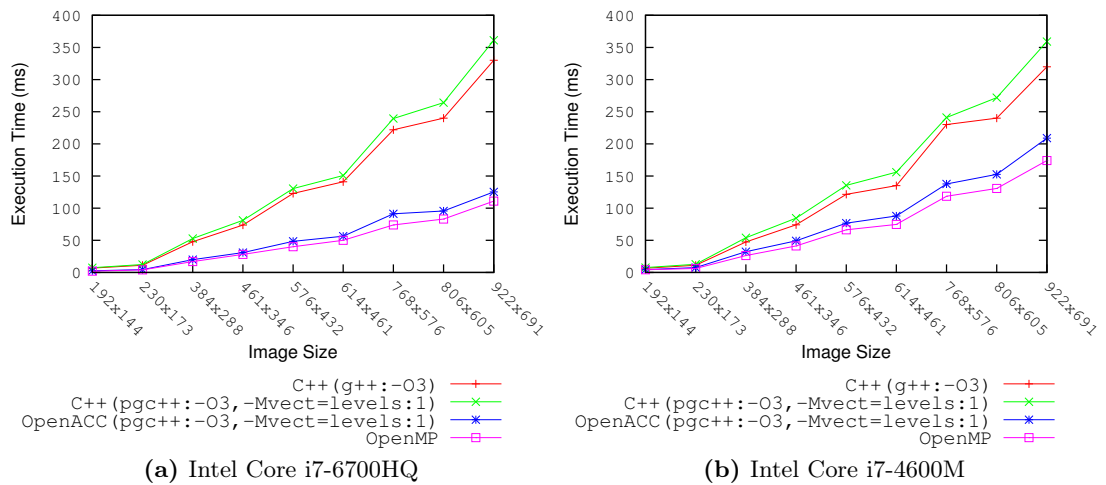 400
350
300
250
200
150
100
50
0
Execution Time (ms)
192x144
230x173
384x288
461x346
576x432
614x461
768x576
806x605
922x691
Image Size
C++(g++:-O3)
C++(pgc++:-O3,-Mvect=levels:1)
OpenACC(pgc++:-O3,-Mvect=levels:1)
OpenMP
(a) Intel Core i7-6700HQ
400
350
300
250
200
150
100
50
0
Execution Time (ms)
192x144
230x173
384x288
461x346
576x432
614x461
768x576
806x605
922x691
Image Size
C++(g++:-O3)
C++(pgc++:-O3,-Mvect=levels:1)
OpenACC(pgc++:-O3,-Mvect=levels:1)
OpenMP
(b) Intel Core i7-4600M